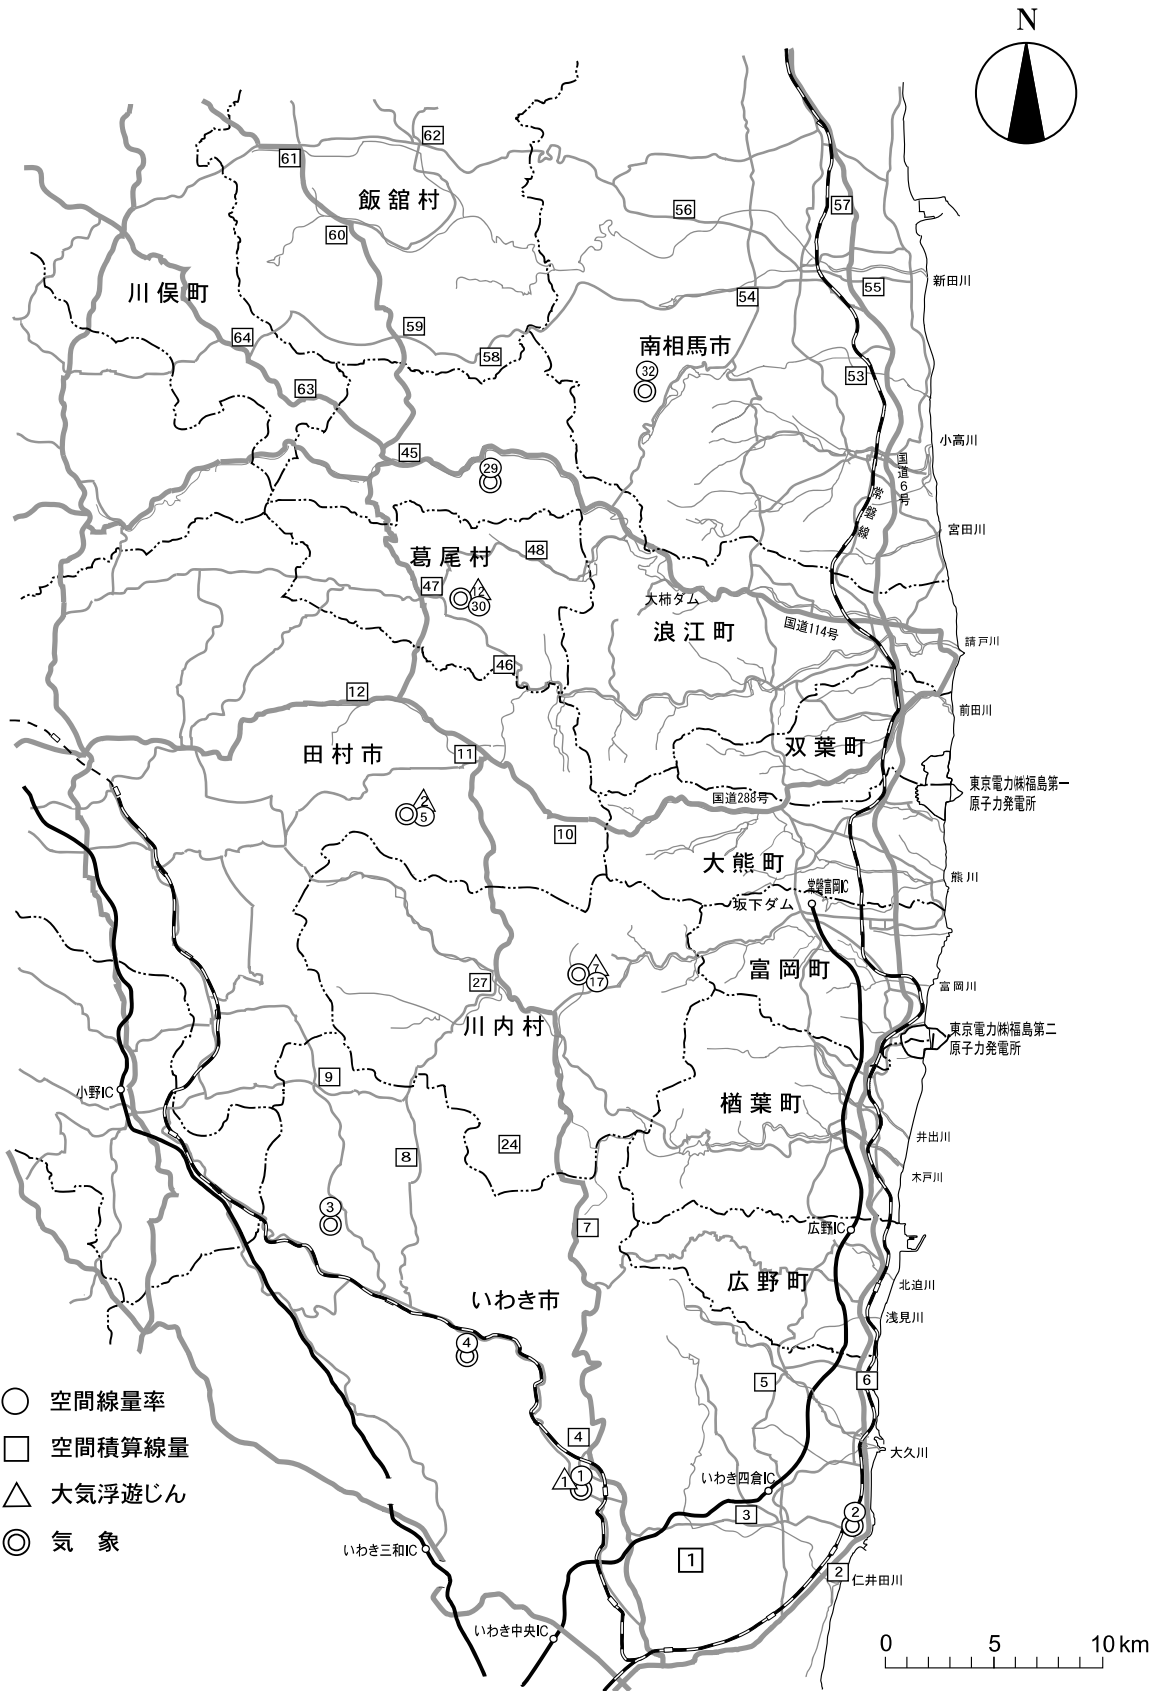 N
62
61
飯舘村
60
56
57
新田川
川俣町
54
55
59
64
58
南相馬市
32
53
63
小高川
45
29
国道6号
常磐線
宮田川
葛尾村
48
47
12
30
大柿ダム
浪江町
国道114号
請戸川
46
12
前田川
田村市
11
双葉町
東京電力㈱福島第一
原子力発電所
国道288号
2
5
10
大熊町
常磐富岡IC
熊川
坂下ダム
7
17
27
富岡町
富岡川
川内村
東京電力㈱福島第二
原子力発電所
9
小野IC
楢葉町
井出川
24
8
木戸川
3
7
広野IC
広野町
北迫川
いわき市
浅見川
4
5
6
空間線量率
4
大久川
空間積算線量
1
1
いわき四倉IC
大気浮遊じん
3
2
気 象
いわき三和IC
1
2
仁井田川
いわき中央IC
0 5 10km